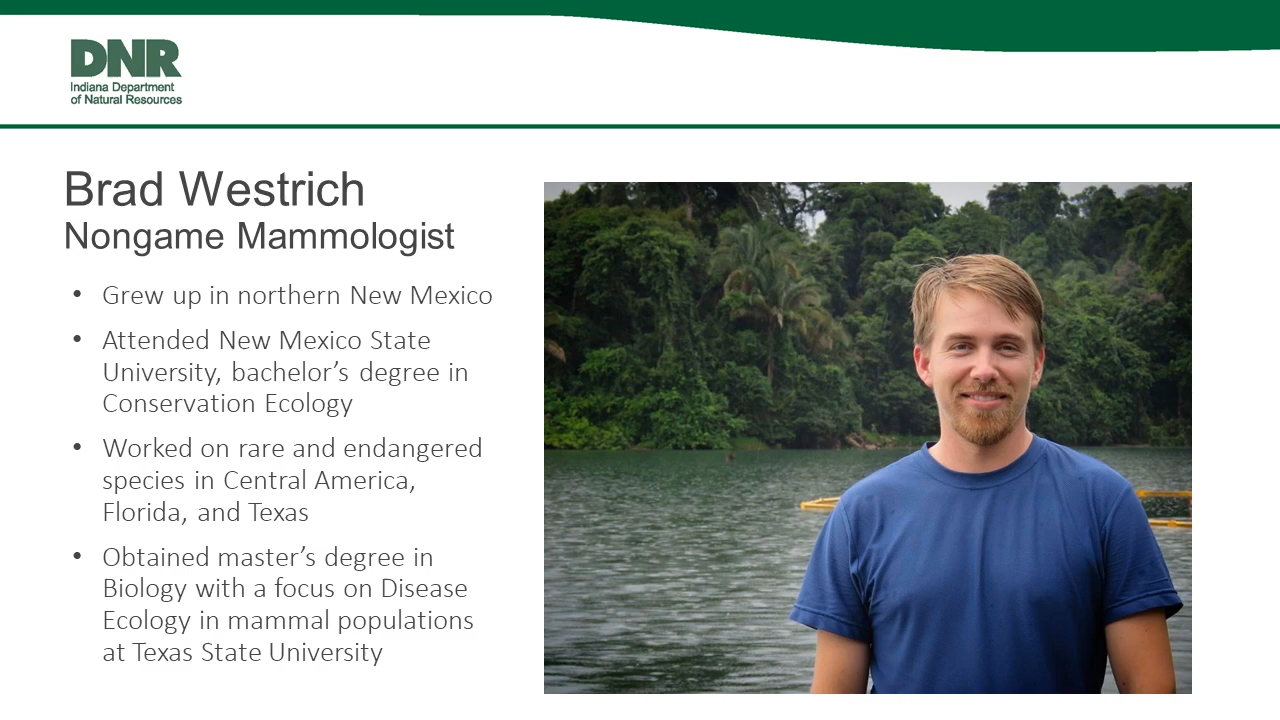 DNR
Indiana Department
of Natural Resources
Brad Westrich
Nongame Mammologist
• Grew up in northern New Mexico
• Attended New Mexico State
University, bachelor’s degree in
Conservation Ecology
• Worked on rare and endangered
species in Central America,
Florida, and Texas
• Obtained master’s degree in
Biology with a focus on Disease
Ecology in mammal populations
at Texas State University